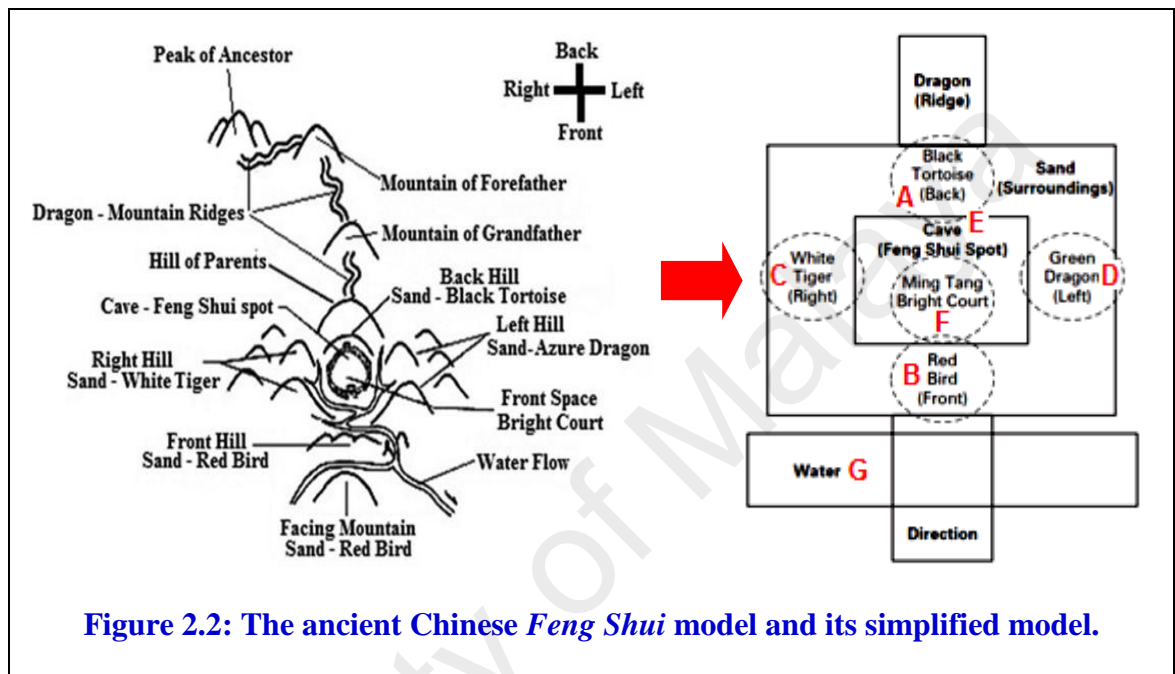 Peak of Ancestor
Back
Right
Left
Front
Mountain of Forefather
Dragon - Mountain Ridges
Mountain of Grandfather
Hill of Parents
Back Hill
Sand - Black Tortoise
Cave - Feng Shui spot
Left Hill
Sand-Azure Dragon
Right Hill
Sand - White Tiger
Front Space
Bright Court
Front Hill
Sand - Red Bird
Water Flow
Facing Mountain
Sand - Red Bird
Dragon
(Ridge)
Black
Tortoise
(Back)
A
Sand
(Surroundings)
E
Cave
(Feng Shui Spot)
C
White
Tiger
(Right)
Ming Tang
Bright Court
F
Green
Dragon
(Left)
D
B
Red
Bird
(Front)
Water G
Direction
Figure 2.2: The ancient Chinese Feng Shui model and its simplified model.
ty of Malaya